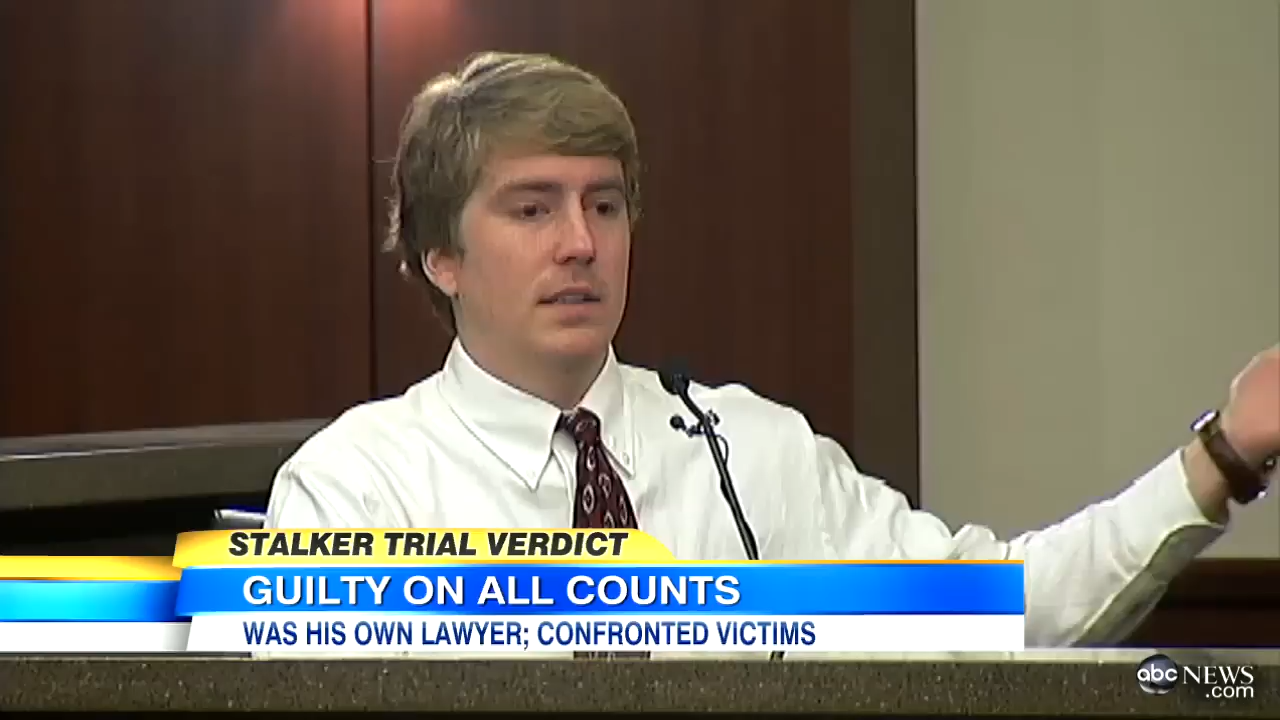 STALKER TRIAL VERDICT
GUILTY ON ALL COUNTS
WAS HIS OWN LAWYER; CONFRONTED VICTIMS
abc NEWS
.com